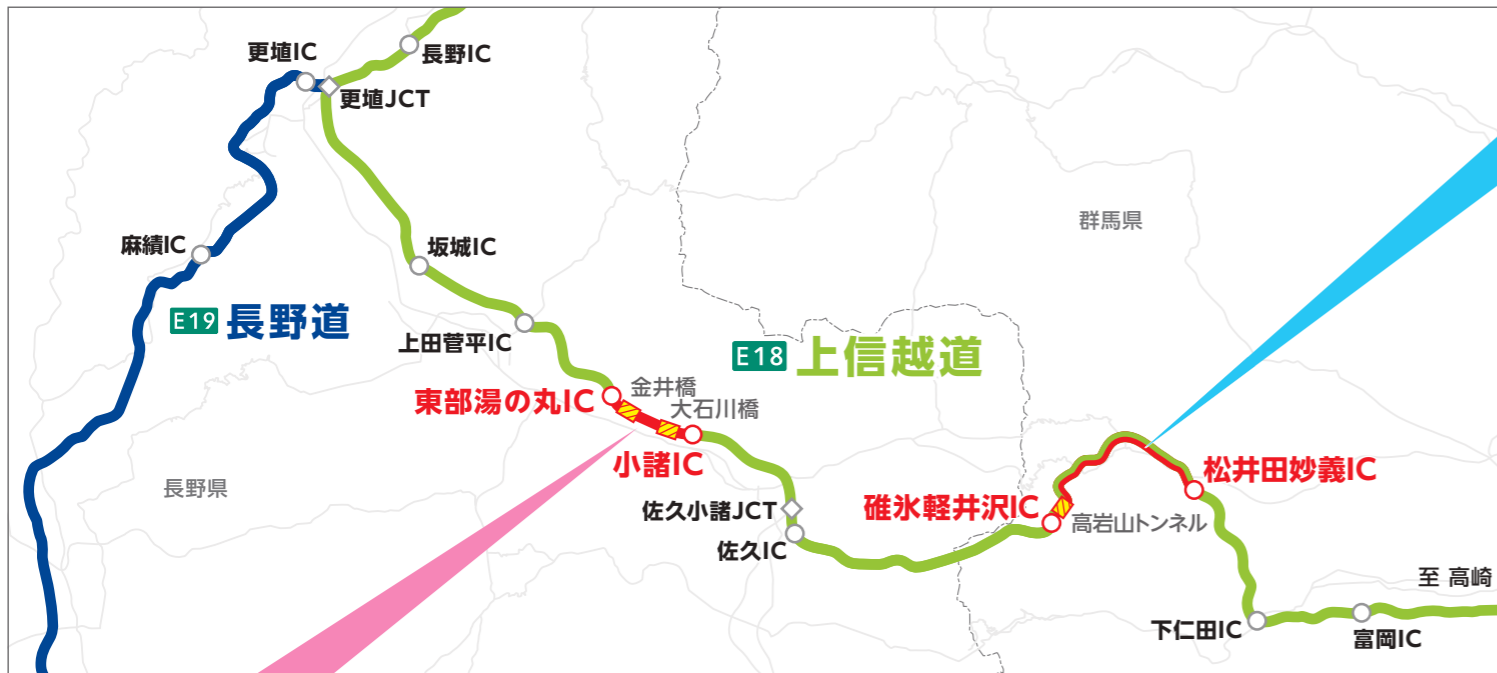 更埴IC
長野IC
更埴JCT
群馬県
麻績IC
坂城IC
E19 長野道
上田菅平IC
E18 上信越道
金井橋
東部湯の丸IC
大石川橋
小諸IC
松井田妙義IC
長野県
碓氷軽井沢IC
佐久小諸JCT
高岩山トンネル
佐久IC
至 高崎
下仁田IC
富岡IC